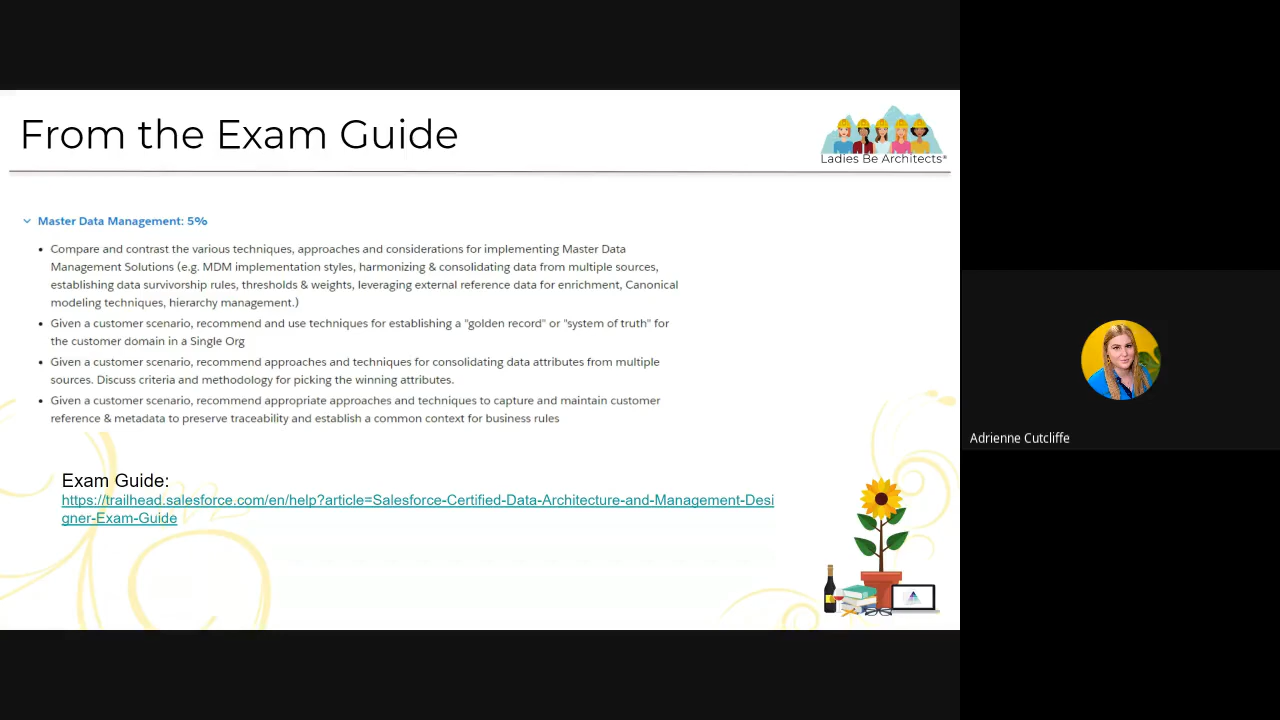 From the Exam Guide
Ladies Be Architects®
Master Data Management: 5%
Compare and contrast the various techniques, approaches and considerations for implementing Master Data
Management Solutions (e.g. MDM implementation styles, harmonizing & consolidating data from multiple sources,
establishing data survivorship rules, thresholds & weights, leveraging external reference data for enrichment, Canonical
modeling techniques, hierarchy management.)
Given a customer scenario, recommend and use techniques for establishing a "golden record" or "system of truth" for
the customer domain in a Single Org
Given a customer scenario, recommend approaches and techniques for consolidating data attributes from multiple
sources. Discuss criteria and methodology for picking the winning attributes.
Given a customer scenario, recommend appropriate approaches and techniques to capture and maintain customer
reference & metadata to preserve traceability and establish a common context for business rules
Exam Guide:
https://trailhead.salesforce.com/en/help?article=Salesforce-Certified-Data-Architecture-and-Management-Desi
gner-Exam-Guide
Adrienne Cutcliffe